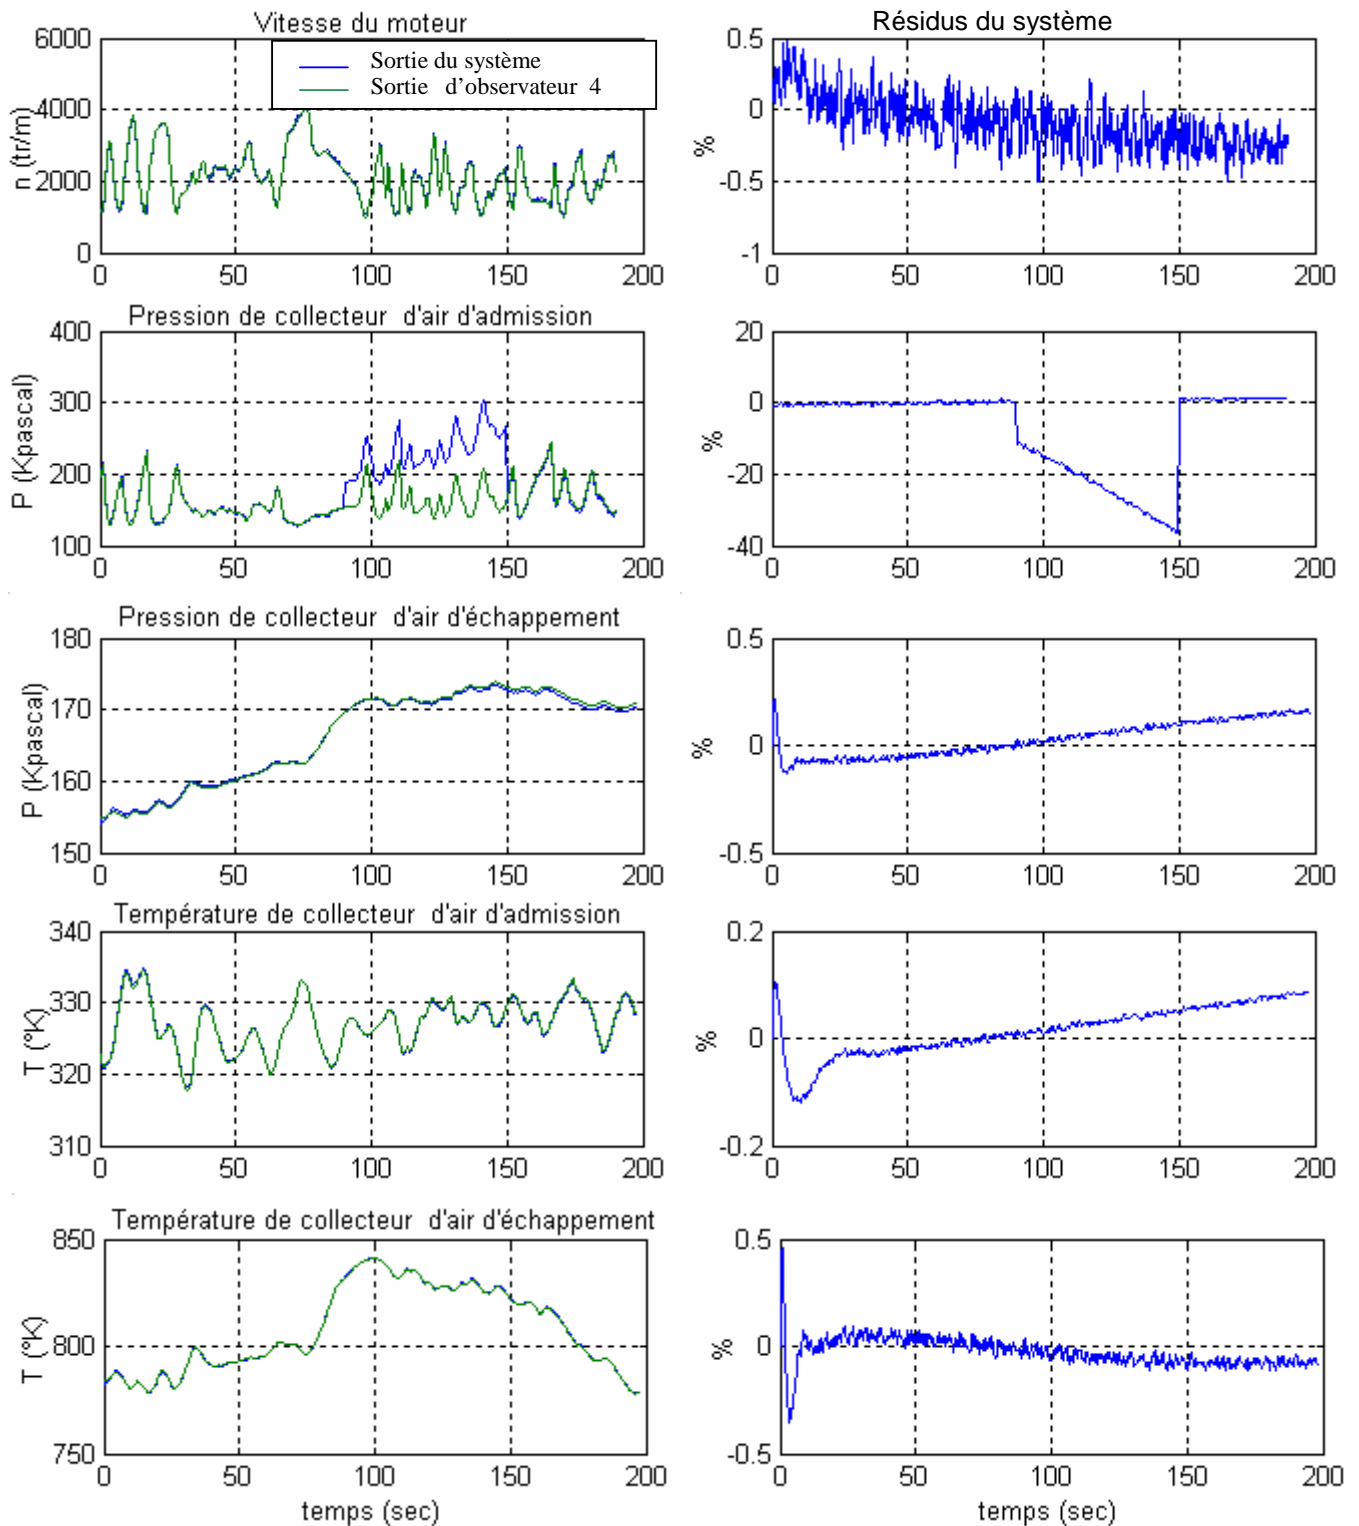 Vitesse du moteur
Résidus du système
Sortie du système
Sortie d'observateur 4
6000
4000
2000
0
n (tr/m)
0 50 100 150 200
0.5
0
-0.5
-1
%
0 50 100 150 200
Pression de collecteur d'air d'admission
400
300
200
100
P (Kpascal)
0 50 100 150 200
20
0
-20
-40
%
0 50 100 150 200
Pression de collecteur d'air d'échappement
180
170
160
150
P (Kpascal)
0 50 100 150 200
0.5
0
-0.5
%
0 50 100 150 200
Température de collecteur d'air d'admission
340
330
320
310
T (°K)
0 50 100 150 200
0.2
0
-0.2
%
0 50 100 150 200
Température de collecteur d'air d'échappement
850
800
750
T (°K)
0 50 100 150 200
temps (sec)
0.5
0
-0.5
%
0 50 100 150 200
temps (sec)